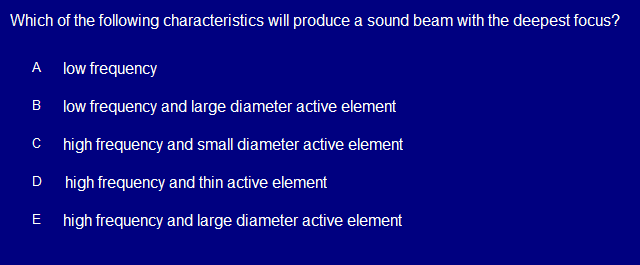 Which of the following characteristics will produce a sound beam with the deepest focus?
A low frequency
B low frequency and large diameter active element
C high frequency and small diameter active element
D high frequency and thin active element
E high frequency and large diameter active element